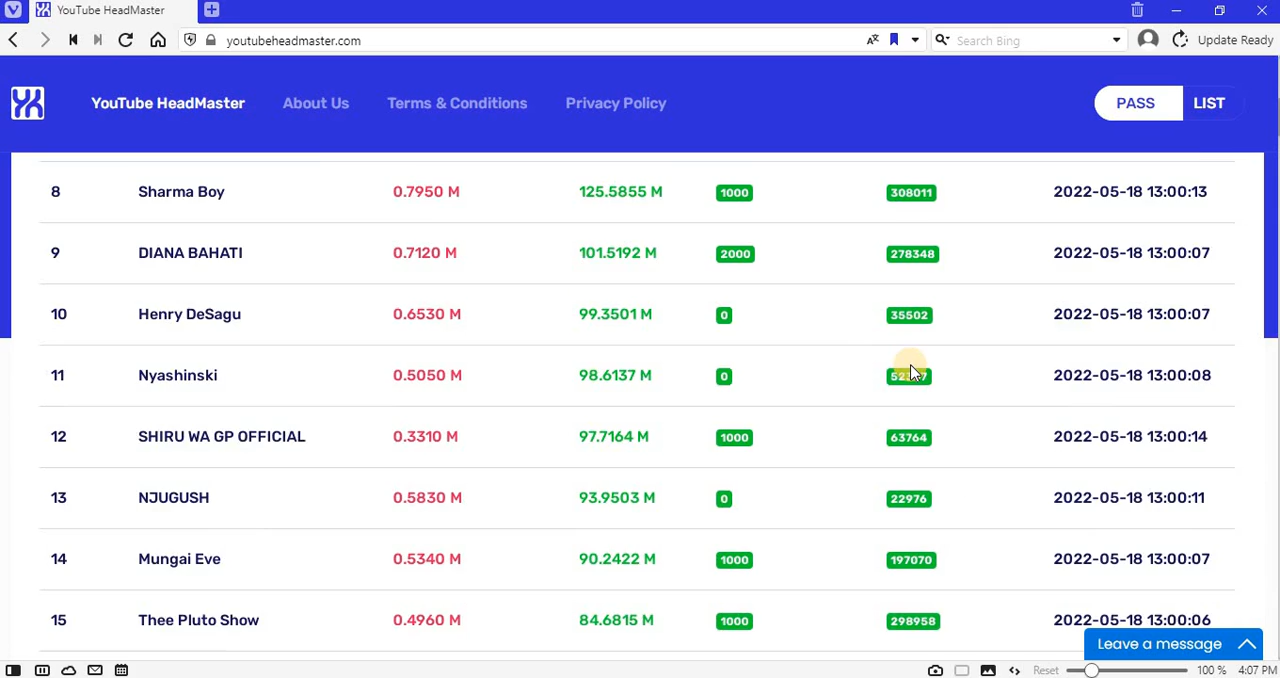 YouTube HeadMaster
youtubeheadmaster.com
Search Bing
Update Ready
YouTube HeadMaster About Us Terms & Conditions Privacy Policy PASS LIST
8 Sharma Boy 0.7950 M 125.5855 M 1000 308011 2022-05-18 13:00:13
9 DIANA BAHATI 0.7120 M 101.5192 M 2000 278348 2022-05-18 13:00:07
10 Henry DeSagu 0.6530 M 99.3501 M 0 35502 2022-05-18 13:00:07
11 Nyashinski 0.5050 M 98.6137 M 0 2022-05-18 13:00:08
12 SHIRU WA GP OFFICIAL 0.3310 M 97.7164 M 1000 63764 2022-05-18 13:00:14
13 NJUGUSH 0.5830 M 93.9503 M 0 22976 2022-05-18 13:00:11
14 Mungai Eve 0.5340 M 90.2422 M 1000 197070 2022-05-18 13:00:07
15 Thee Pluto Show 0.4960 M 84.6815 M 1000 298958 2022-05-18 13:00:06
Leave a message
Reset 100 % 4:07 PM